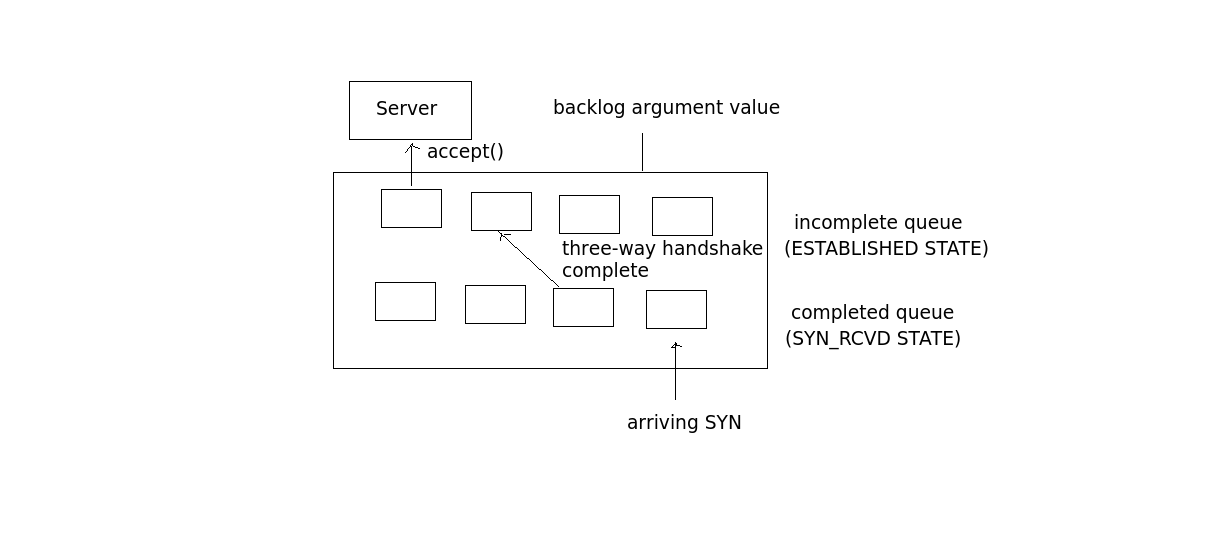 Server
backlog argument value
accept()
incomplete queue
(ESTABLISHED STATE)
three-way handshake
complete
completed queue
(SYN_RCVD STATE)
arriving SYN